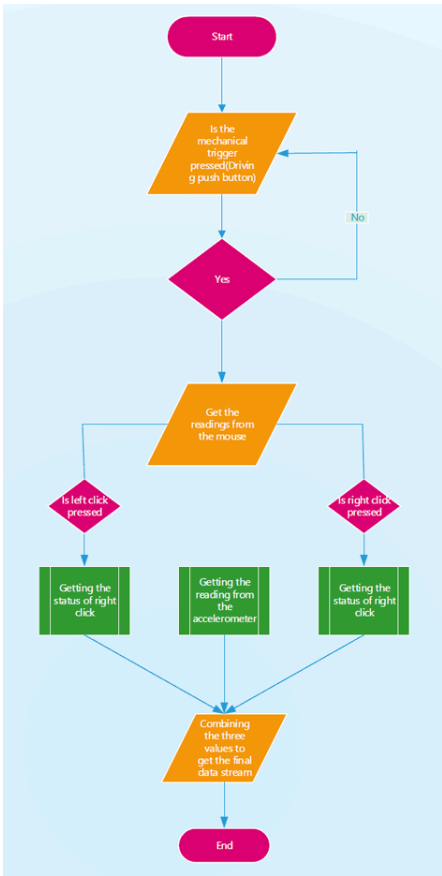 Start
Is the
mechanical
trigger
pressed(Drivin
g push button)
No
Yes
Get the
readings from
the mouse
Is left click
pressed
Is right click
pressed
Getting the
status of right
click
Getting the
reading from
the
accelerometer
Getting the
status of right
click
Combining
the three
values to
get the final
data stream
End